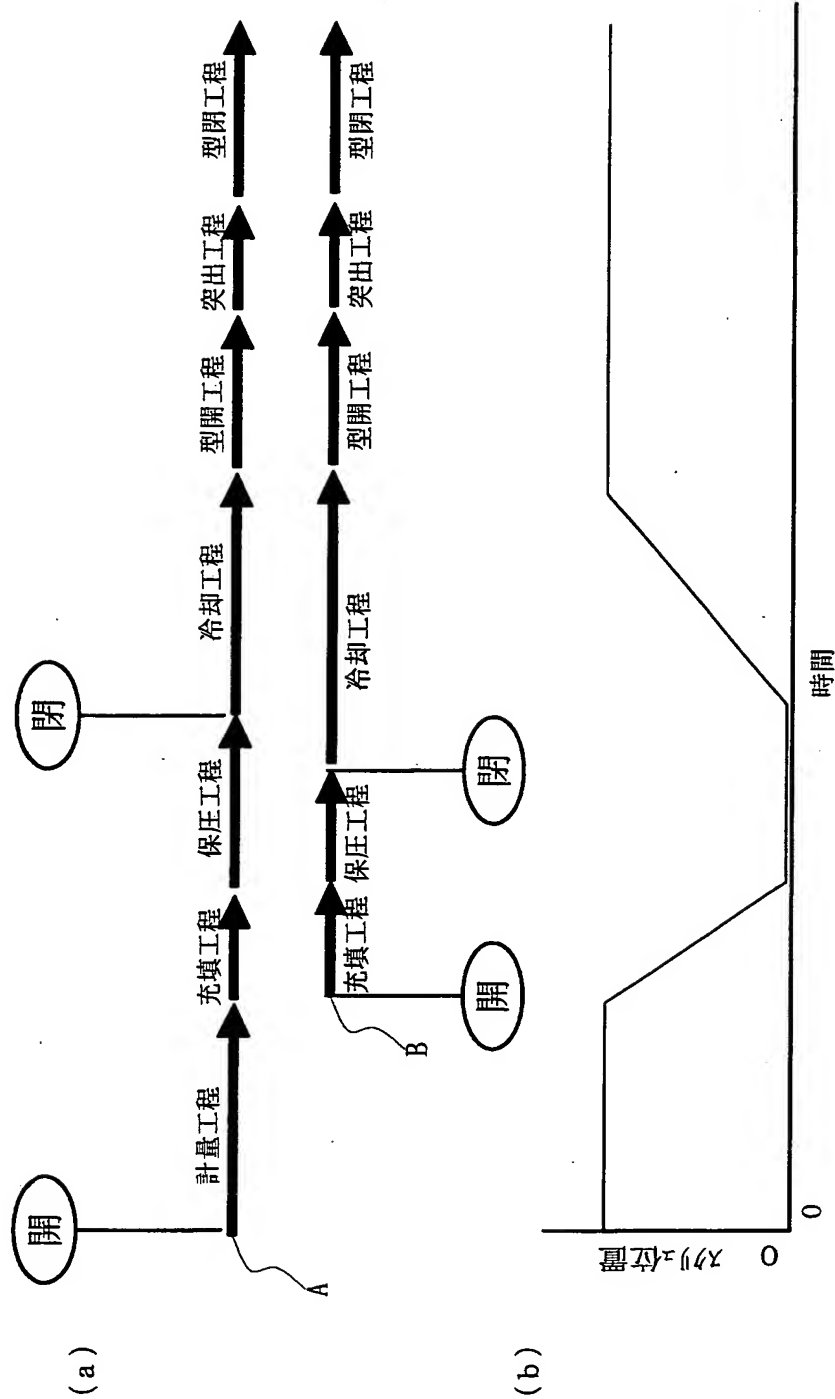 (a)
開
閉
計量工程
充填工程
保圧工程
冷却工程
型開工程
突出工程
型閉工程
A
充填工程
保圧工程
冷却工程
型開工程
突出工程
型閉工程
B
開
閉
(b)
スクリュ位置
0
0
時間